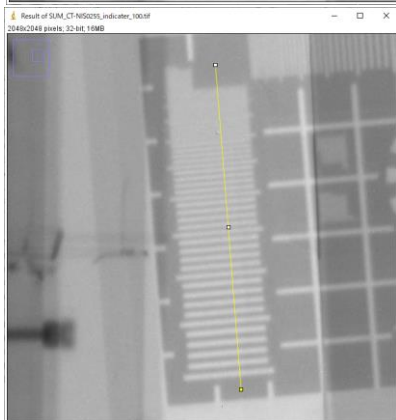 Result of SUM_CT-NIS0255_indicater_100.tif
2048x2048 pixels; 32-bit; 16MB